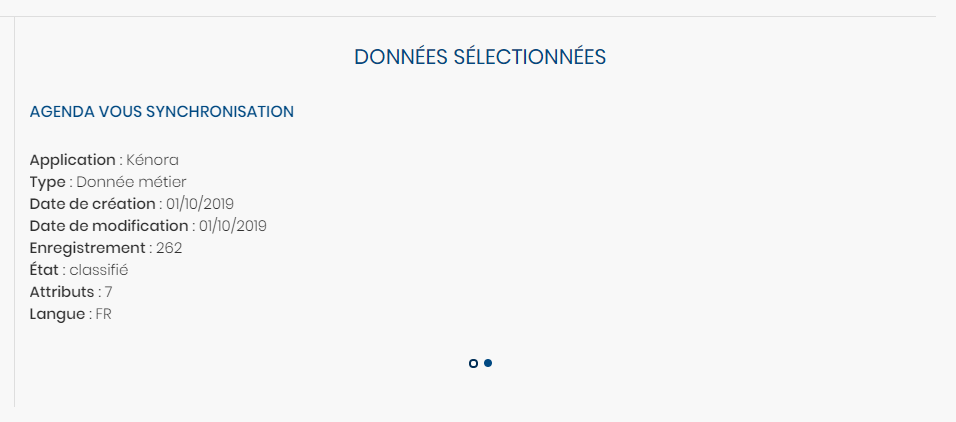 DONNÉES SÉLECTIONNÉES
AGENDA VOUS SYNCHRONISATION
Application : Kénora
Type : Donnée métier
Date de création : 01/10/2019
Date de modification : 01/10/2019
Enregistrement : 262
État : classifié
Attributs : 7
Langue : FR